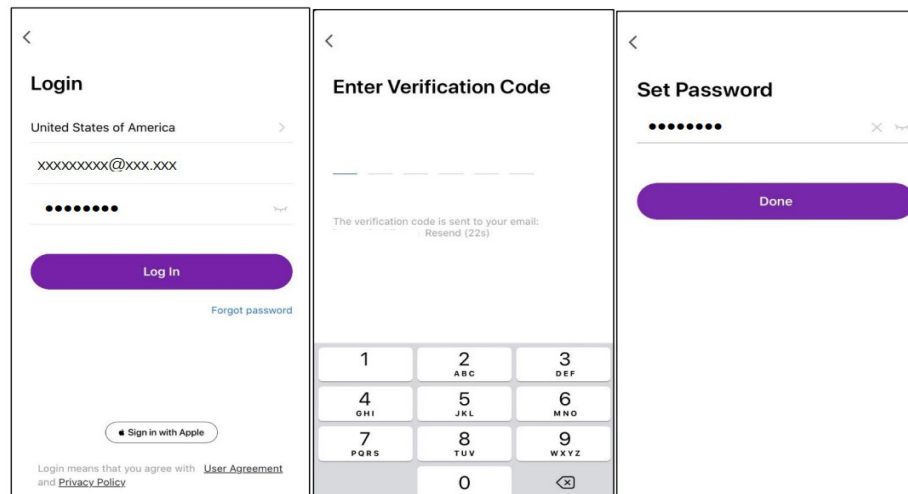 Login
United States of America
xxxxxxxxx@xxx.xxx
Log In
Forgot password
Sign in with Apple
Login means that you agree with User Agreement
and Privacy Policy
Enter Verification Code
The verification code is sent to your email:
Resend (22s)
1
2
ABC
3
DEF
4
GHI
5
JKL
6
MNO
7
PQRS
8
TUV
9
WXYZ
0
Set Password
Done